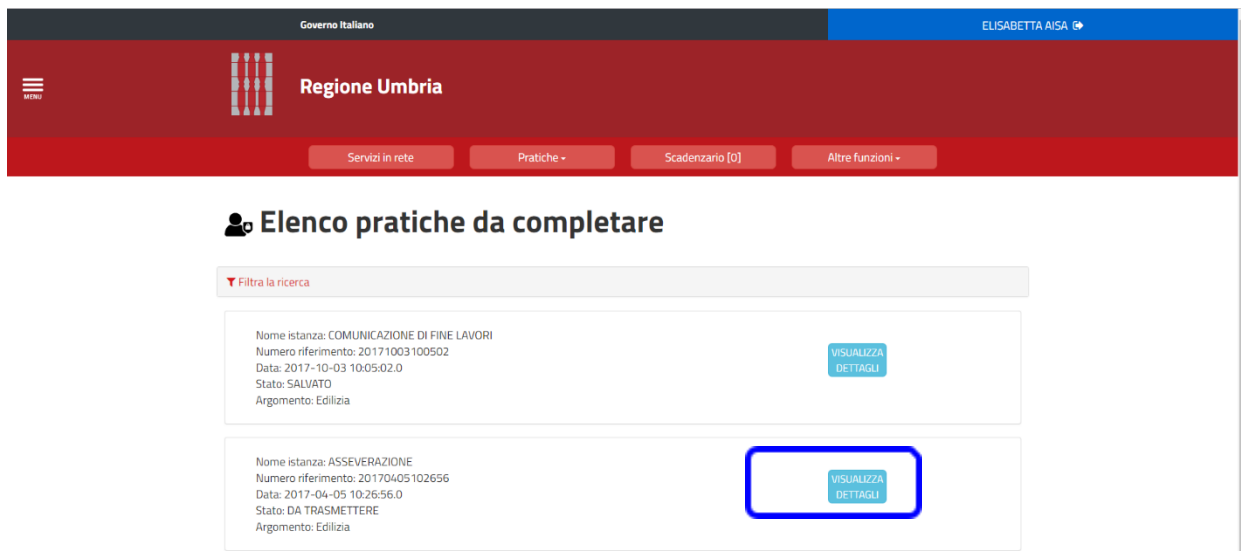 Governo Italiano
ELISABETTA AISA
MENU
Regione Umbria
Servizi in rete
Pratiche
Scadenzario [0]
Altre funzioni
Elenco pratiche da completare
Filtra la ricerca
Nome istanza: COMUNICAZIONE DI FINE LAVORI
Numero riferimento: 20171003100502
Data: 2017-10-03 10:05:02.0
Stato: SALVATO
Argomento: Edilizia
VISUALIZZA
DETTAGLI
Nome istanza: ASSEVERAZIONE
Numero riferimento: 20170405102656
Data: 2017-04-05 10:26:56.0
Stato: DA TRASMETTERE
Argomento: Edilizia
VISUALIZZA
DETTAGLI